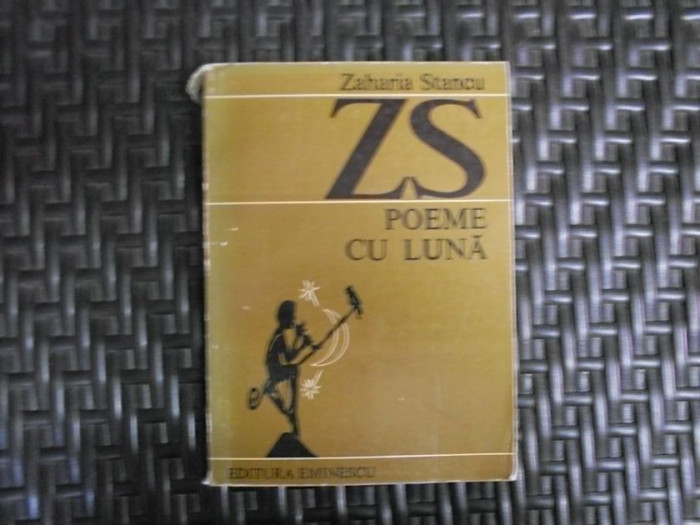 Zaharia Stancu
ZS
POEME
CU LUNĂ
EDITURA EMINESCU